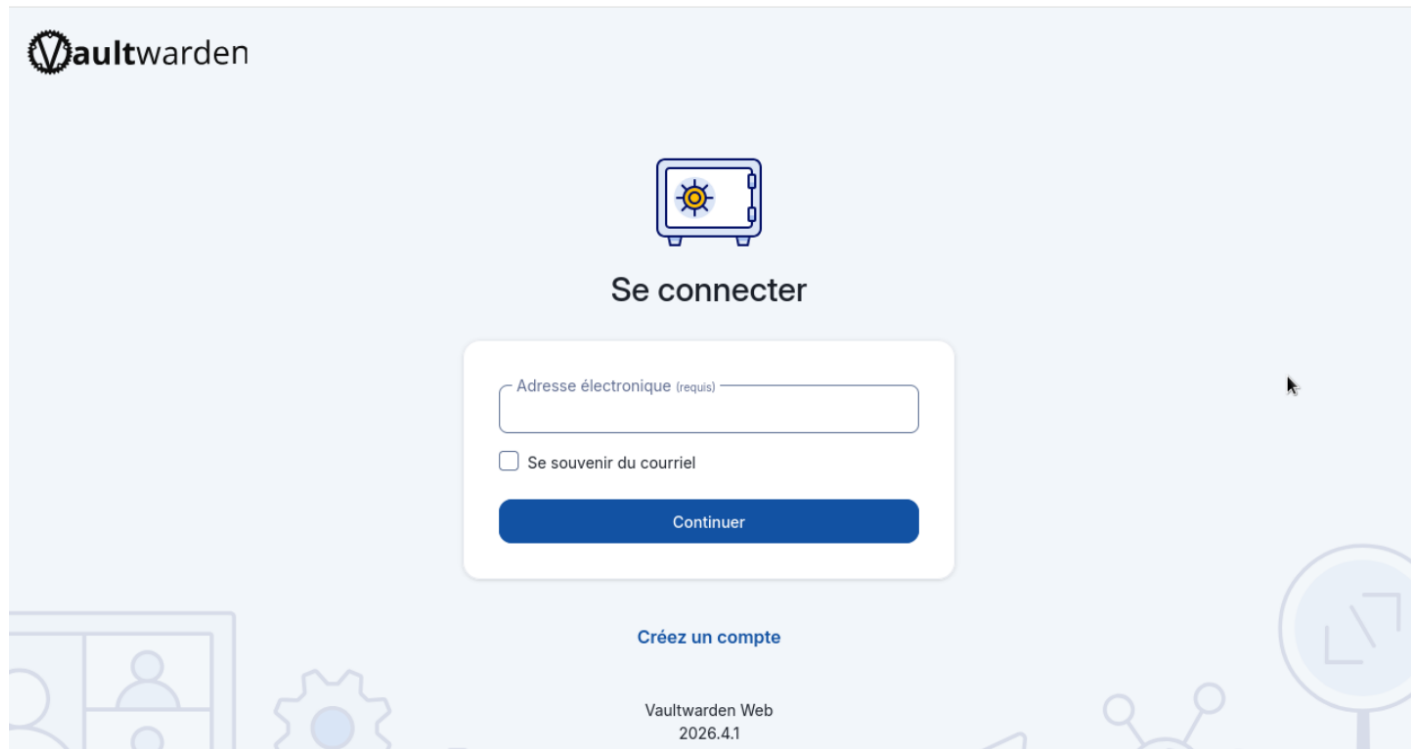 Vaultwarden
Se connecter
Adresse électronique (requis)
Se souvenir du courriel
Continuer
Créez un compte
Vaultwarden Web
2026.4.1